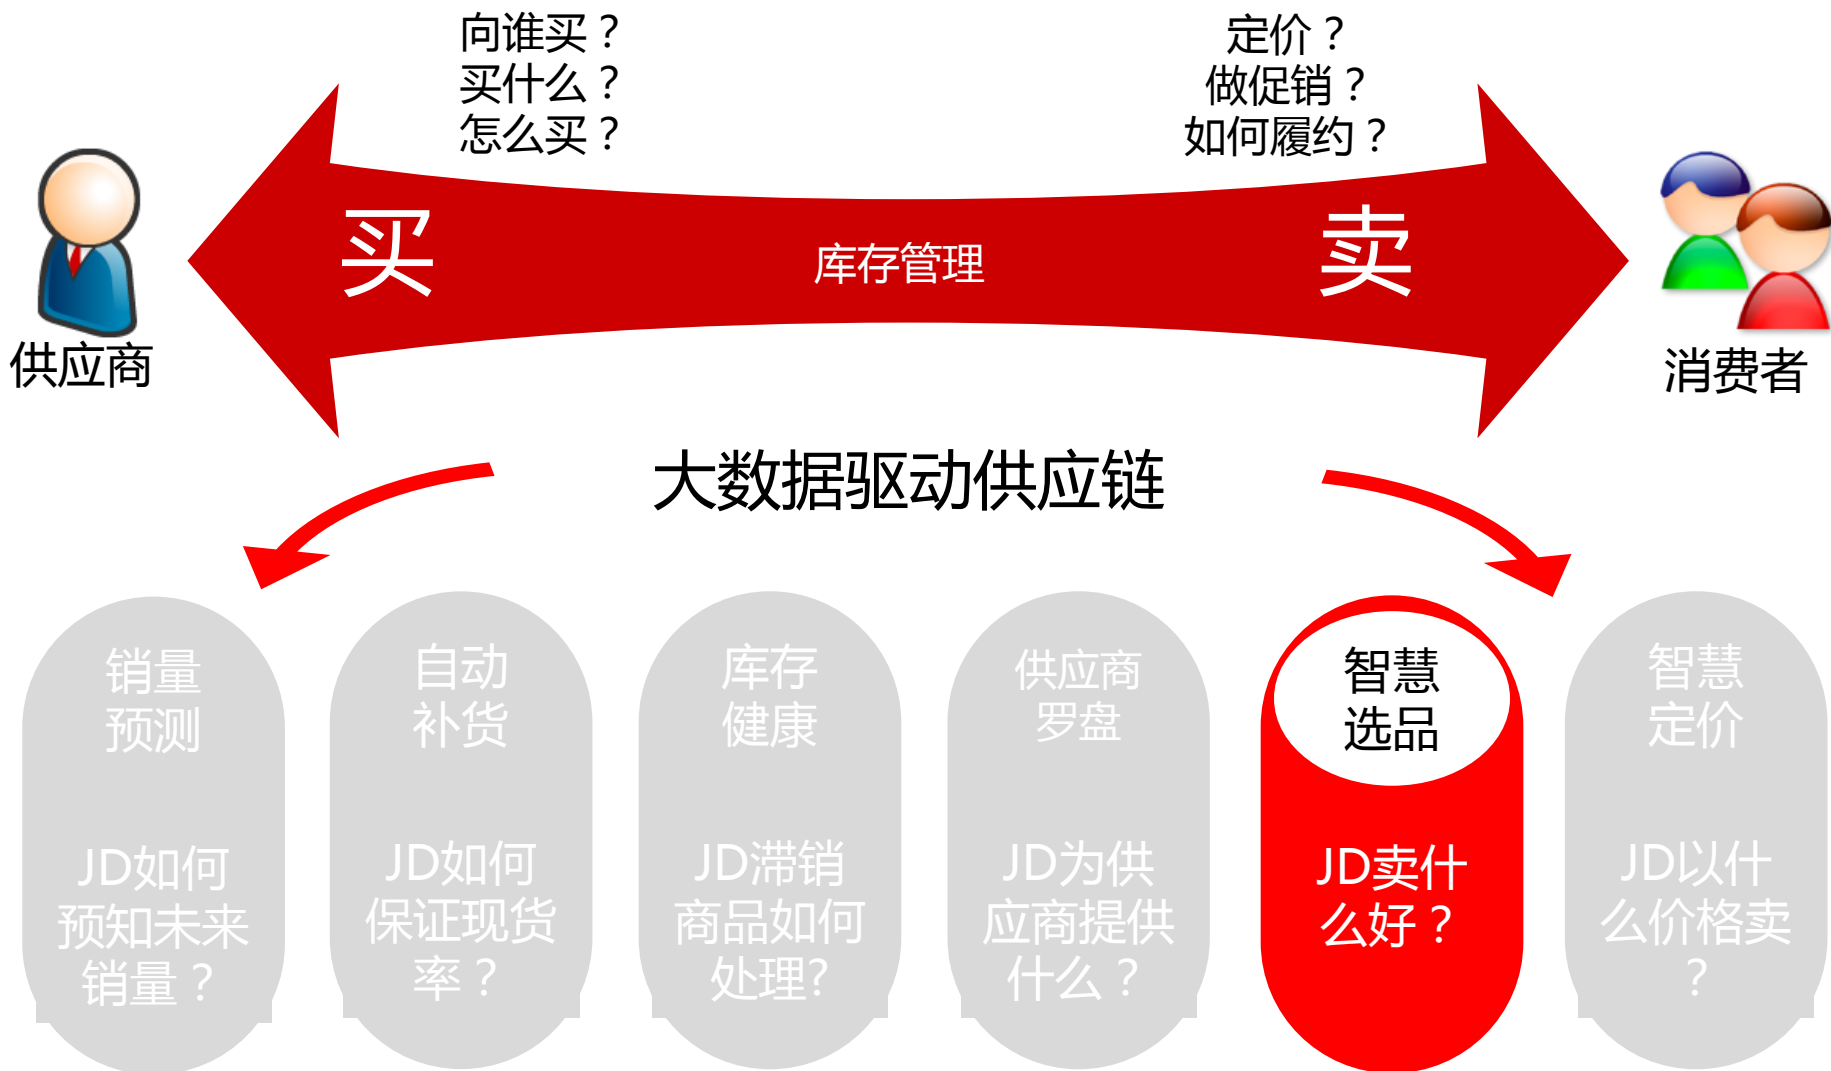 向谁买？
买什么？
怎么买？
定价？
做促销？
如何履约？
买
库存管理
卖
供应商
消费者
大数据驱动供应链
销量
预测
JD如何
预知未来
销量？
自动
补货
JD如何
保证现货
率？
库存
健康
JD滞销
商品如何
处理?
供应商
罗盘
JD为供
应商提供
什么？
智慧
选品
JD卖什
么好？
智慧
定价
JD以什
么价格卖
？